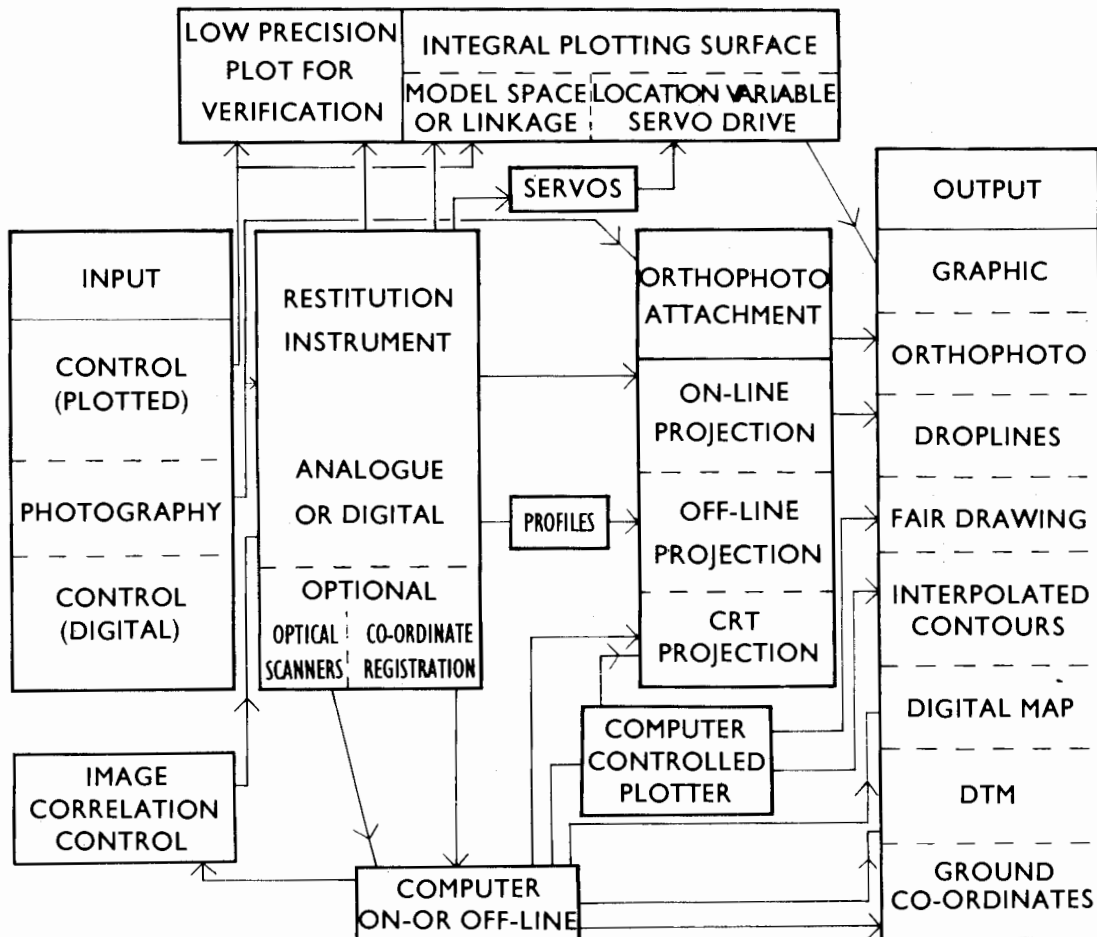 LOW PRECISION
PLOT FOR
VERIFICATION
INTEGRAL PLOTTING SURFACE
MODEL SPACE
OR LINKAGE
LOCATION VARIABLE
SERVO DRIVE
SERVOS
INPUT
CONTROL
(PLOTTED)
PHOTOGRAPHY
CONTROL
(DIGITAL)
RESTITUTION
INSTRUMENT
ANALOGUE
OR DIGITAL
OPTIONAL
OPTICAL
SCANNERS
CO-ORDINATE
REGISTRATION
PROFILES
ORTHOPHOTO
ATTACHMENT
ON-LINE
PROJECTION
OFF-LINE
PROJECTION
CRT
PROJECTION
COMPUTER
CONTROLLED
PLOTTER
IMAGE
CORRELATION
CONTROL
COMPUTER
ON-OR OFF-LINE
OUTPUT
GRAPHIC
ORTHOPHOTO
DROPLINES
FAIR DRAWING
INTERPOLATED
CONTOURS
DIGITAL MAP
DTM
GROUND
CO-ORDINATES